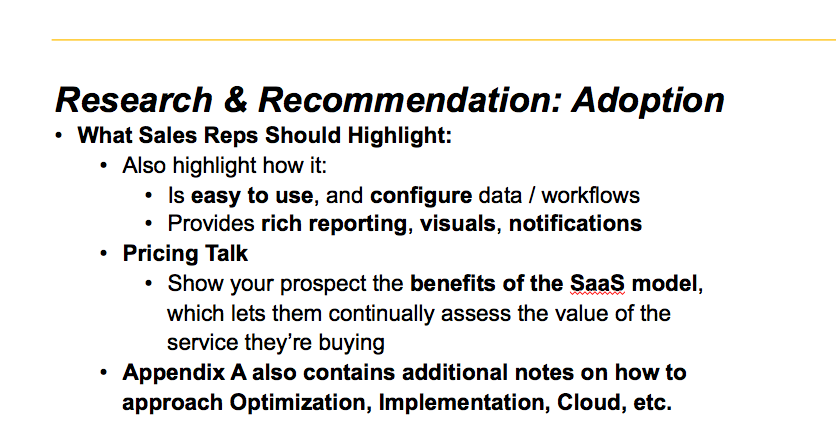 Research & Recommendation: Adoption
• What Sales Reps Should Highlight:
• Also highlight how it:
• Is easy to use, and configure data / workflows
• Provides rich reporting, visuals, notifications
• Pricing Talk
• Show your prospect the benefits of the SaaS model,
which lets them continually assess the value of the
service they’re buying
• Appendix A also contains additional notes on how to
approach Optimization, Implementation, Cloud, etc.